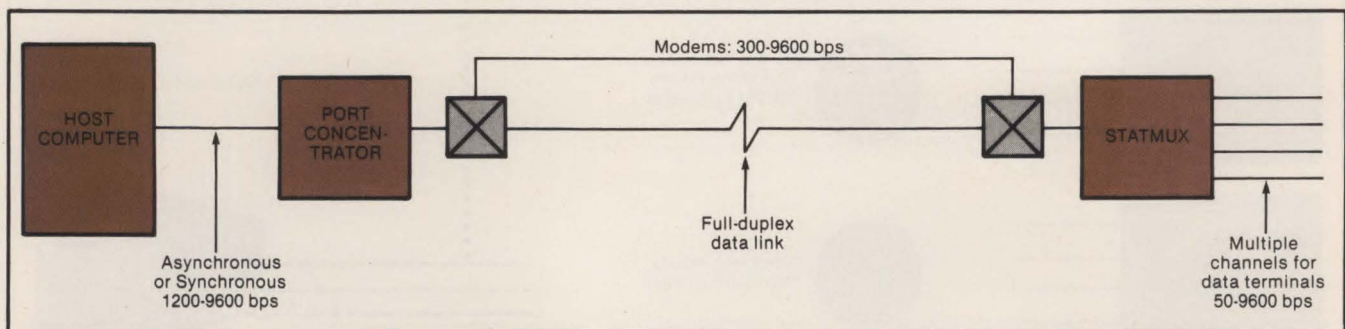 Modems: 300-9600 bps
HOST
COMPUTER
PORT
CONCEN-
TRATOR
STATMUX
Full-duplex
data link
Asynchronous
or Synchronous
1200-9600 bps
Multiple
channels for
data terminals
50-9600 bps